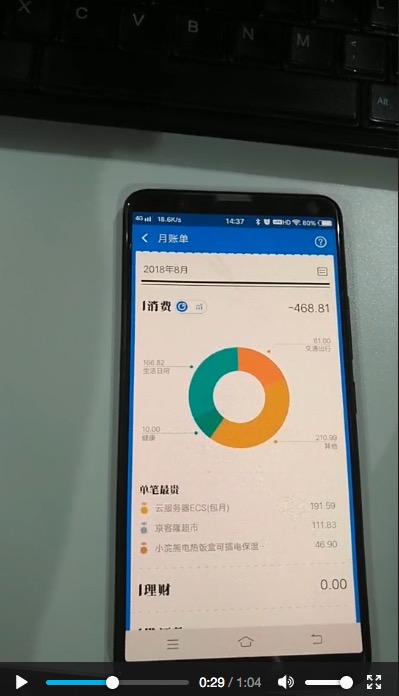 X C V B N M
Alt
4G 18.6K/s 14:37 HD 80%
月账单
2018年8月
消费 -468.81
81.00
交通出行
166.82
生活日用
10.00
健康
210.99
其他
单笔最贵
云服务器ECS(包月) 191.59
京客隆超市 111.83
小浣熊电热饭盒可插电保温… 46.90
理财 0.00
0:29 / 1:04